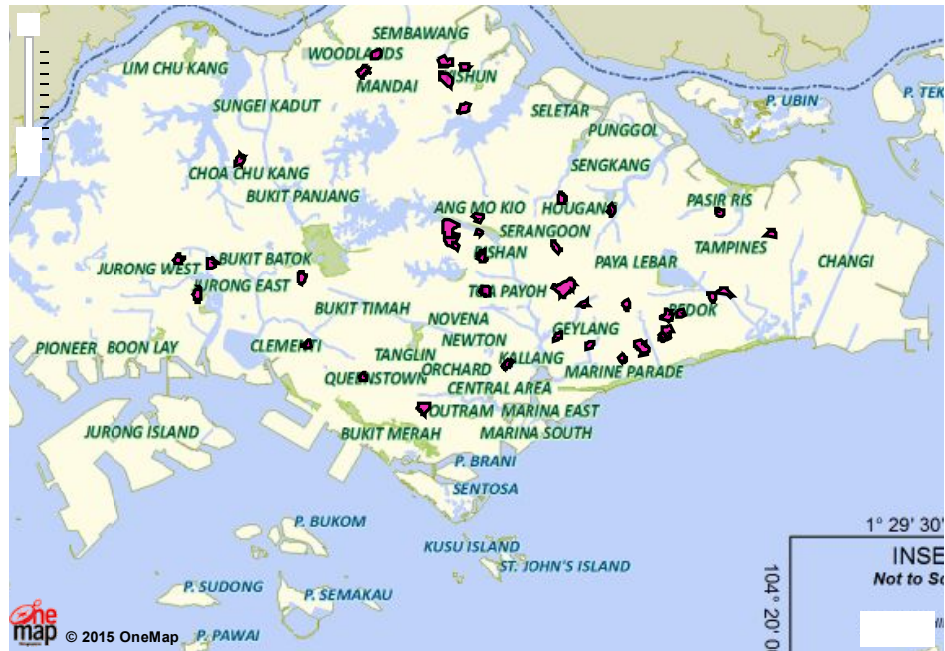 SEMBAWANG
WOODLANDS
LIM CHU KANG
MANDAI
YISHUN
SUNGEI KADUT
SELETAR
P. UBIN
P. TEK
PUNGGOL
SENGKANG
CHOA CHU KANG
BUKIT PANJANG
ANG MO KIO
HOUGANG
PASIR RIS
SERANGOON
TAMPINES
BISHAN
PAYA LEBAR
CHANGI
JURONG WEST
BUKIT BATOK
JURONG EAST
TOA PAYOH
BUKIT TIMAH
NOVENA
BEDOK
GEYLANG
NEWTON
PIONEER
BOON LAY
CLEMENTI
TANGLIN
KALLANG
ORCHARD
MARINE PARADE
QUEENSTOWN
CENTRAL AREA
OUTRAM
MARINA EAST
JURONG ISLAND
BUKIT MERAH
MARINA SOUTH
P. BRANI
SENTOSA
P. BUKOM
1° 29' 30'
KUSU ISLAND
INSE
ST. JOHN'S ISLAND
Not to Sc
104° 20' 0
P. SUDONG
P. SEMAKAU
One
map © 2015 OneMap
P. PAWAI